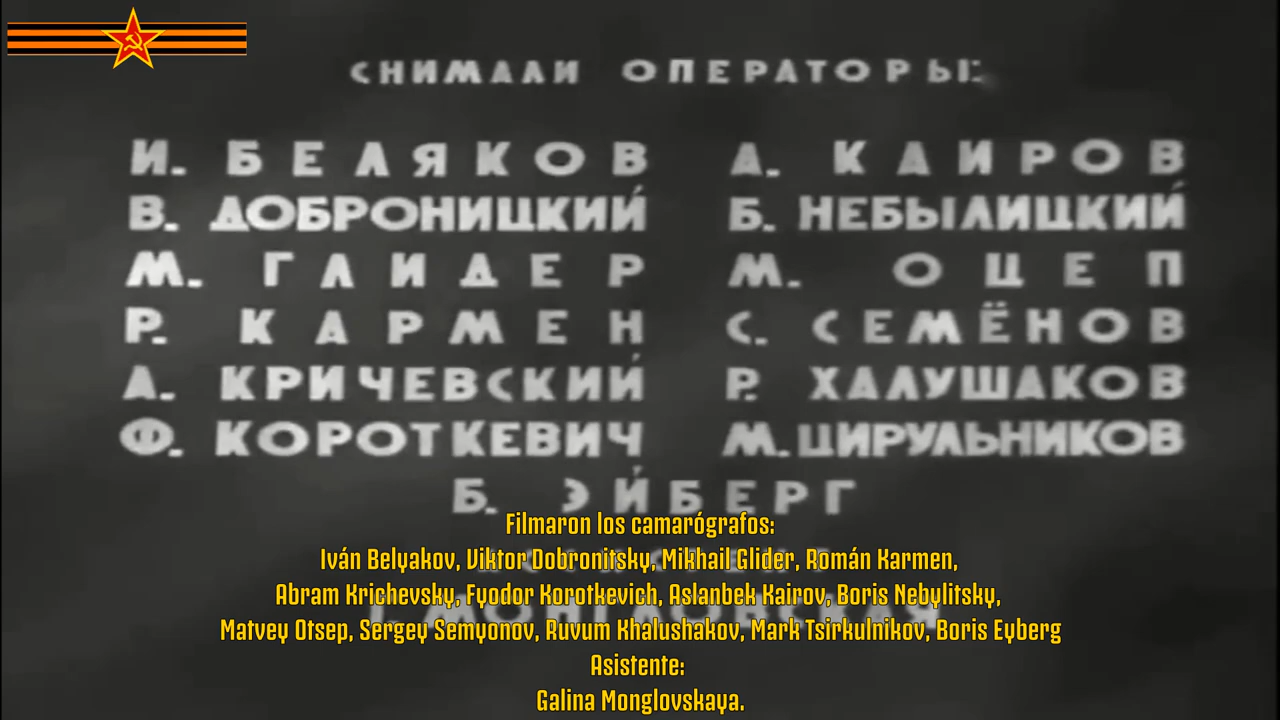 СНИМАЛИ ОПЕРАТОРЫ:
И. БЕЛЯКОВ
А. КАИРОВ
В. ДОБРОНИЦКИЙ
Б. НЕБЫЛИЦКИЙ
М. ГЛИДЕР
М. ОЦЕП
Р. КАРМЕН
С. СЕМЁНОВ
А. КРИЧЕВСКИЙ
Р. ХАЛУШАКОВ
Ф. КОРОТКЕВИЧ
М. ЦИРУЛЬНИКОВ
Б. ЭЙБЕРГ
Filmaron los camarógrafos:
Iván Belyakov, Viktor Dobronitsky, Mikhail Glider, Román Karmen,
Abram Krichevsky, Fyodor Korotkevich, Aslanbek Kairov, Boris Nebylitsky,
Matvey Otsep, Sergey Semyonov, Ruvum Khalushakov, Mark Tsirkulnikov, Boris Eyberg
Asistente:
Galina Monglovskaya.